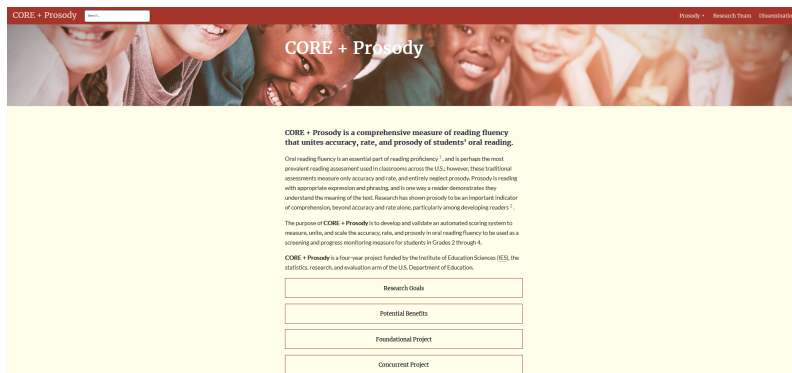 CORE + Prosody
Search...
Prosody
Research Team
Disseminatio
CORE + Prosody
CORE + Prosody is a comprehensive measure of reading fluency
that unites accuracy, rate, and prosody of students' oral reading.
Oral reading fluency is an essential part of reading proficiency 1, and is perhaps the most
prevalent reading assessment used in classrooms across the U.S.; however, these traditional
assessments measure only accuracy and rate, and entirely neglect prosody. Prosody is reading
with appropriate expression and phrasing, and is one way a reader demonstrates they
understand the meaning of the text. Research has shown prosody to be an important indicator
of comprehension, beyond accuracy and rate alone, particularly among developing readers 2.
The purpose of CORE + Prosody is to develop and validate an automated scoring system to
measure, unite, and scale the accuracy, rate, and prosody in oral reading fluency to be used as a
screening and progress monitoring measure for students in Grades 2 through 4.
CORE + Prosody is a four-year project funded by the Institute of Education Sciences (IES), the
statistics, research, and evaluation arm of the U.S. Department of Education.
Research Goals
Potential Benefits
Foundational Project
Concurrent Project